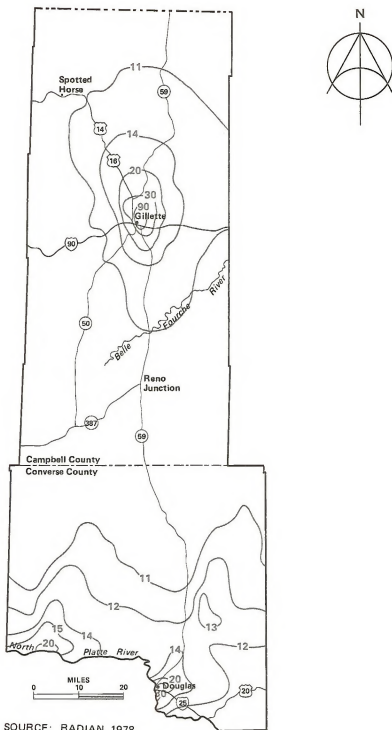 N
11
59
Spotted
Horse
14
14
16
20
30
90
Gillette
90
50
Belle Fourche River
Reno
Junction
387
59
Campbell County
Converse County
11
12
13
12
15
14
20
North Platte River
14
20
Douglas
30
25
20
MILES
0 10 20
SOURCE: RADIAN 1978